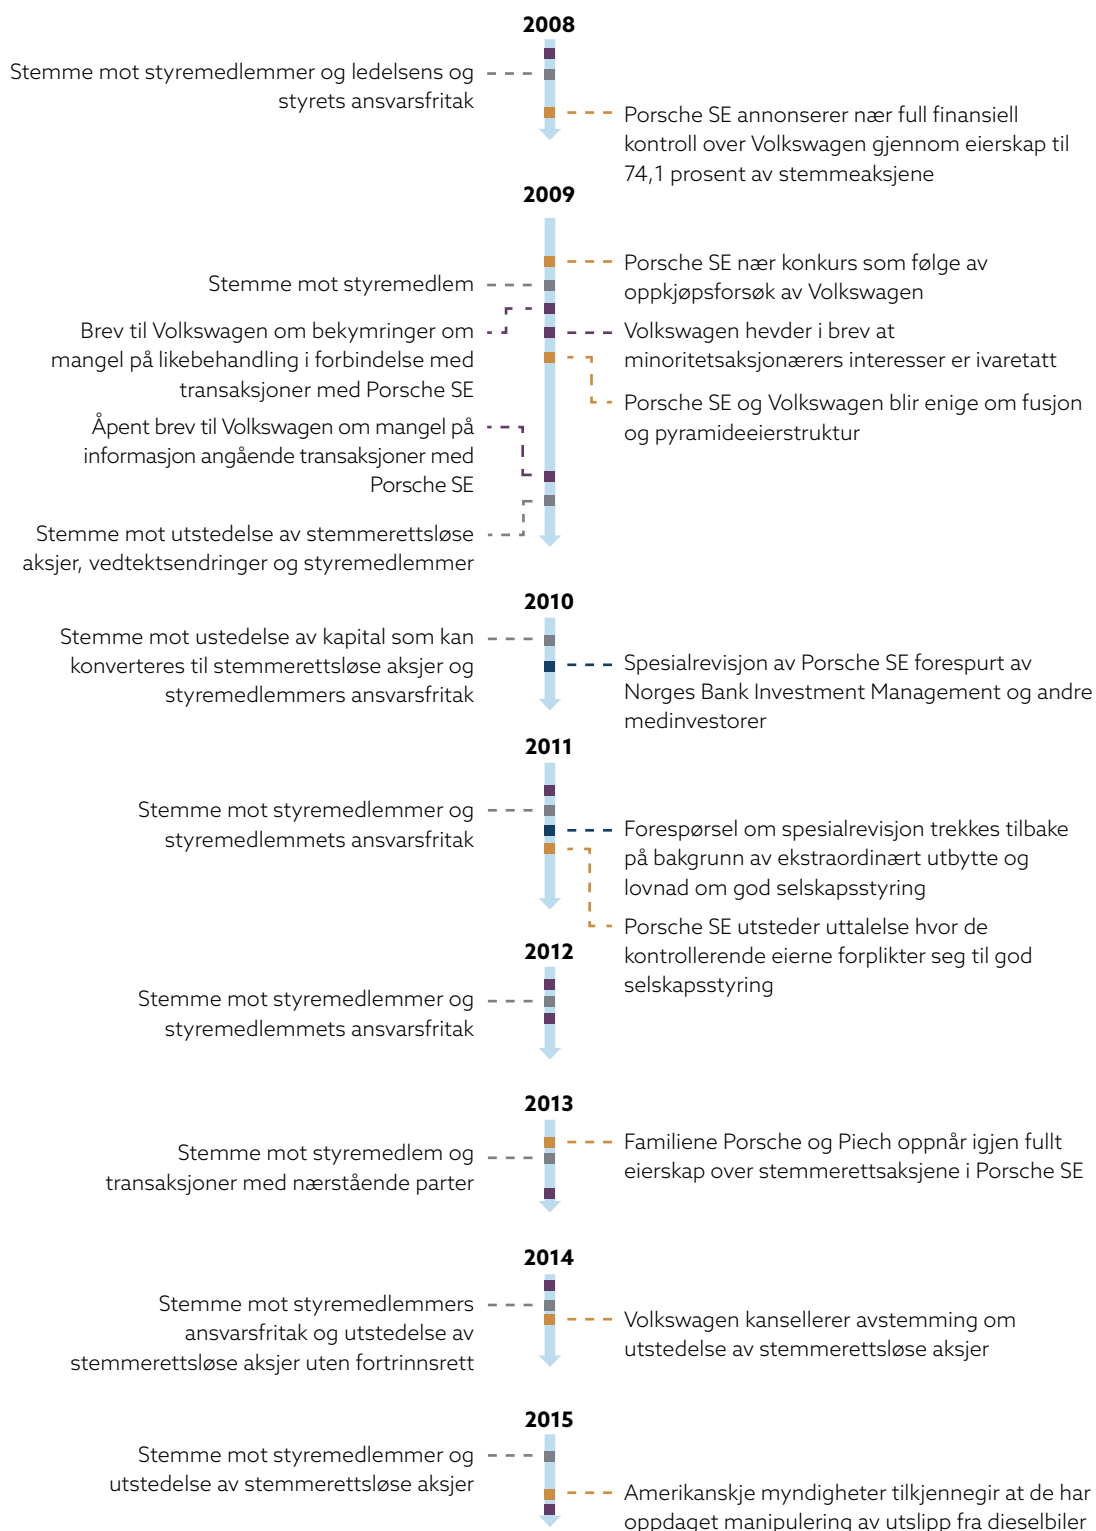 2008
Stemme mot styremedlemmer og ledelsens og
styrets ansvarsfritak
Porsche SE annonserer nær full finansiell
kontroll over Volkswagen gjennom eierskap til
74,1 prosent av stemmeaksjene
2009
Porsche SE nær konkurs som følge av
oppkjøpsforsøk av Volkswagen
Stemme mot styremedlem
Brev til Volkswagen om bekymringer om
mangel på likebehandling i forbindelse med
transaksjoner med Porsche SE
Volkswagen hevder i brev at
minoritetsaksjonærers interesser er ivaretatt
Porsche SE og Volkswagen blir enige om fusjon
og pyramideeierstruktur
Åpent brev til Volkswagen om mangel på
informasjon angående transaksjoner med
Porsche SE
Stemme mot utstedelse av stemmerettsløse
aksjer, vedtektsendringer og styremedlemmer
2010
Stemme mot ustedelse av kapital som kan
konverteres til stemmerettsløse aksjer og
styremedlemmers ansvarsfritak
Spesialrevisjon av Porsche SE forespurt av
Norges Bank Investment Management og andre
medinvestorer
2011
Stemme mot styremedlemmer og
styremedlemmets ansvarsfritak
Forespørsel om spesialrevisjon trekkes tilbake
på bakgrunn av ekstraordinært utbytte og
lovnad om god selskapsstyring
Porsche SE utsteder uttalelse hvor de
kontrollerende eierne forplikter seg til god
selskapsstyring
2012
Stemme mot styremedlemmer og
styremedlemmets ansvarsfritak
2013
Familiene Porsche og Piech oppnår igjen fullt
eierskap over stemmerettsaksjene i Porsche SE
Stemme mot styremedlem og
transaksjoner med nærstående parter
2014
Stemme mot styremedlemmers
ansvarsfritak og utstedelse av
stemmerettsløse aksjer uten fortrinnsrett
Volkswagen kansellerer avstemming om
utstedelse av stemmerettsløse aksjer
2015
Stemme mot styremedlemmer og
utstedelse av stemmerettsløse aksjer
Amerikanskje myndigheter tilkjennegir at de har
oppdaget manipulering av utslipp fra dieselbiler